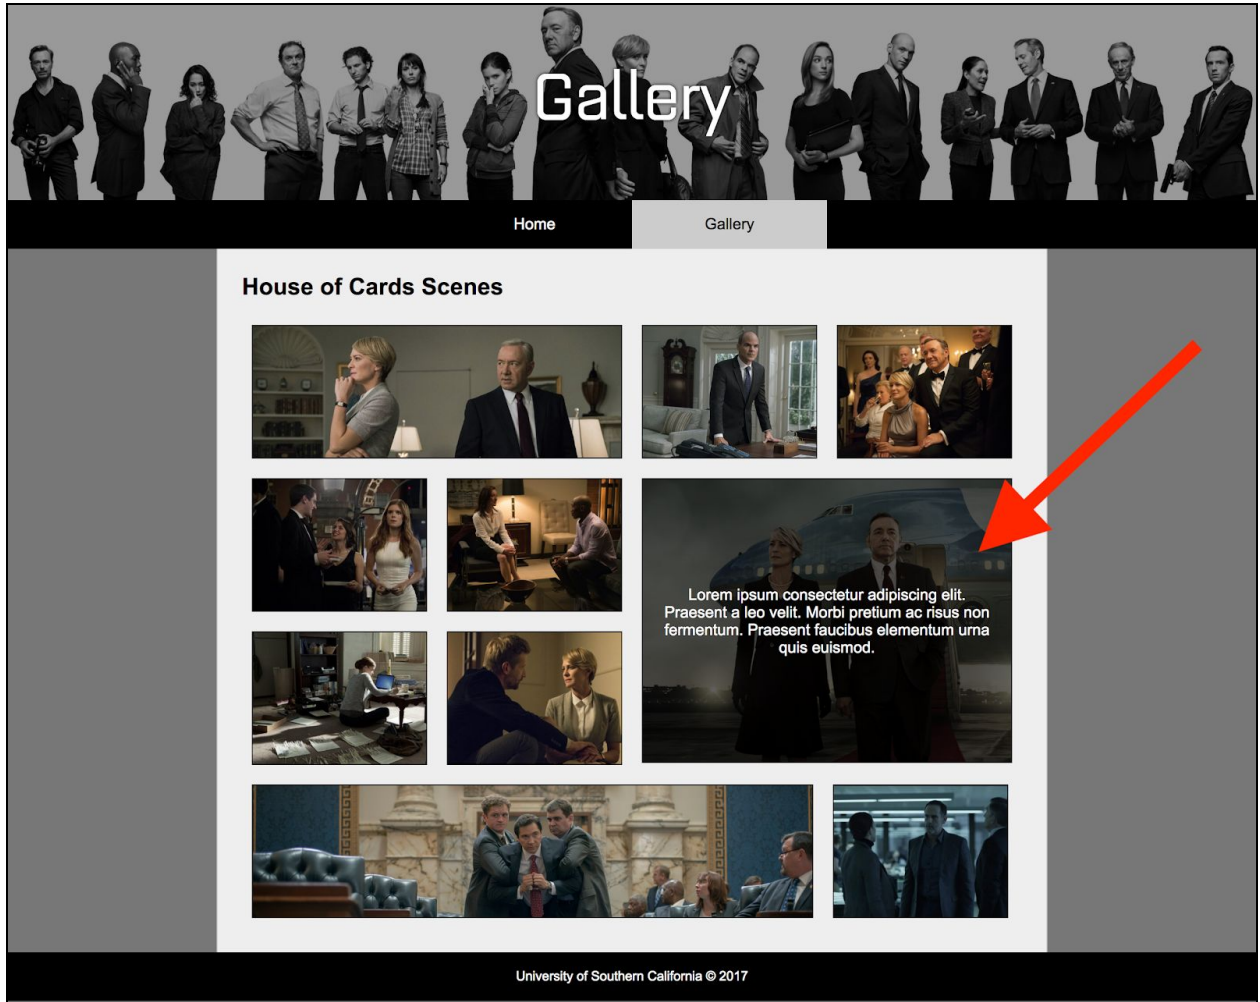 Gallery
Home
Gallery
House of Cards Scenes
Lorem ipsum consectetur adipiscing elit.
Praesent a leo velit. Morbi pretium ac risus non
fermentum. Praesent faucibus elementum urna
quis euismod.
University of Southern California © 2017